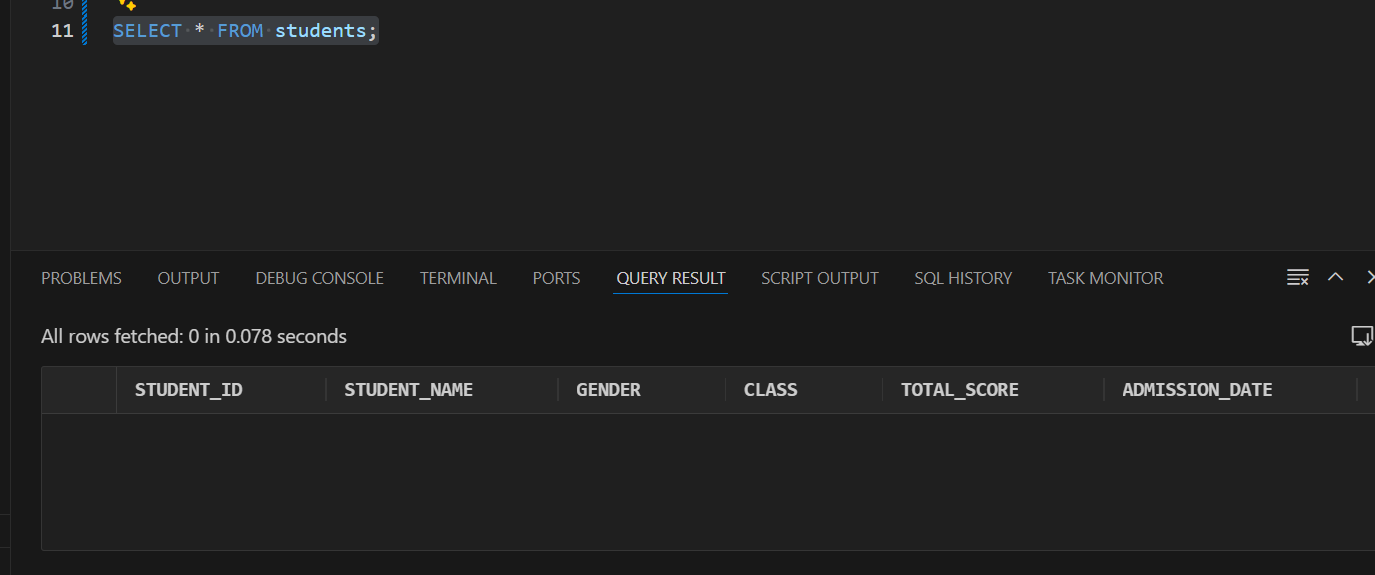 10
11 SELECT * FROM students;
PROBLEMS OUTPUT DEBUG CONSOLE TERMINAL PORTS QUERY RESULT SCRIPT OUTPUT SQL HISTORY TASK MONITOR
All rows fetched: 0 in 0.078 seconds
STUDENT_ID STUDENT_NAME GENDER CLASS TOTAL_SCORE ADMISSION_DATE